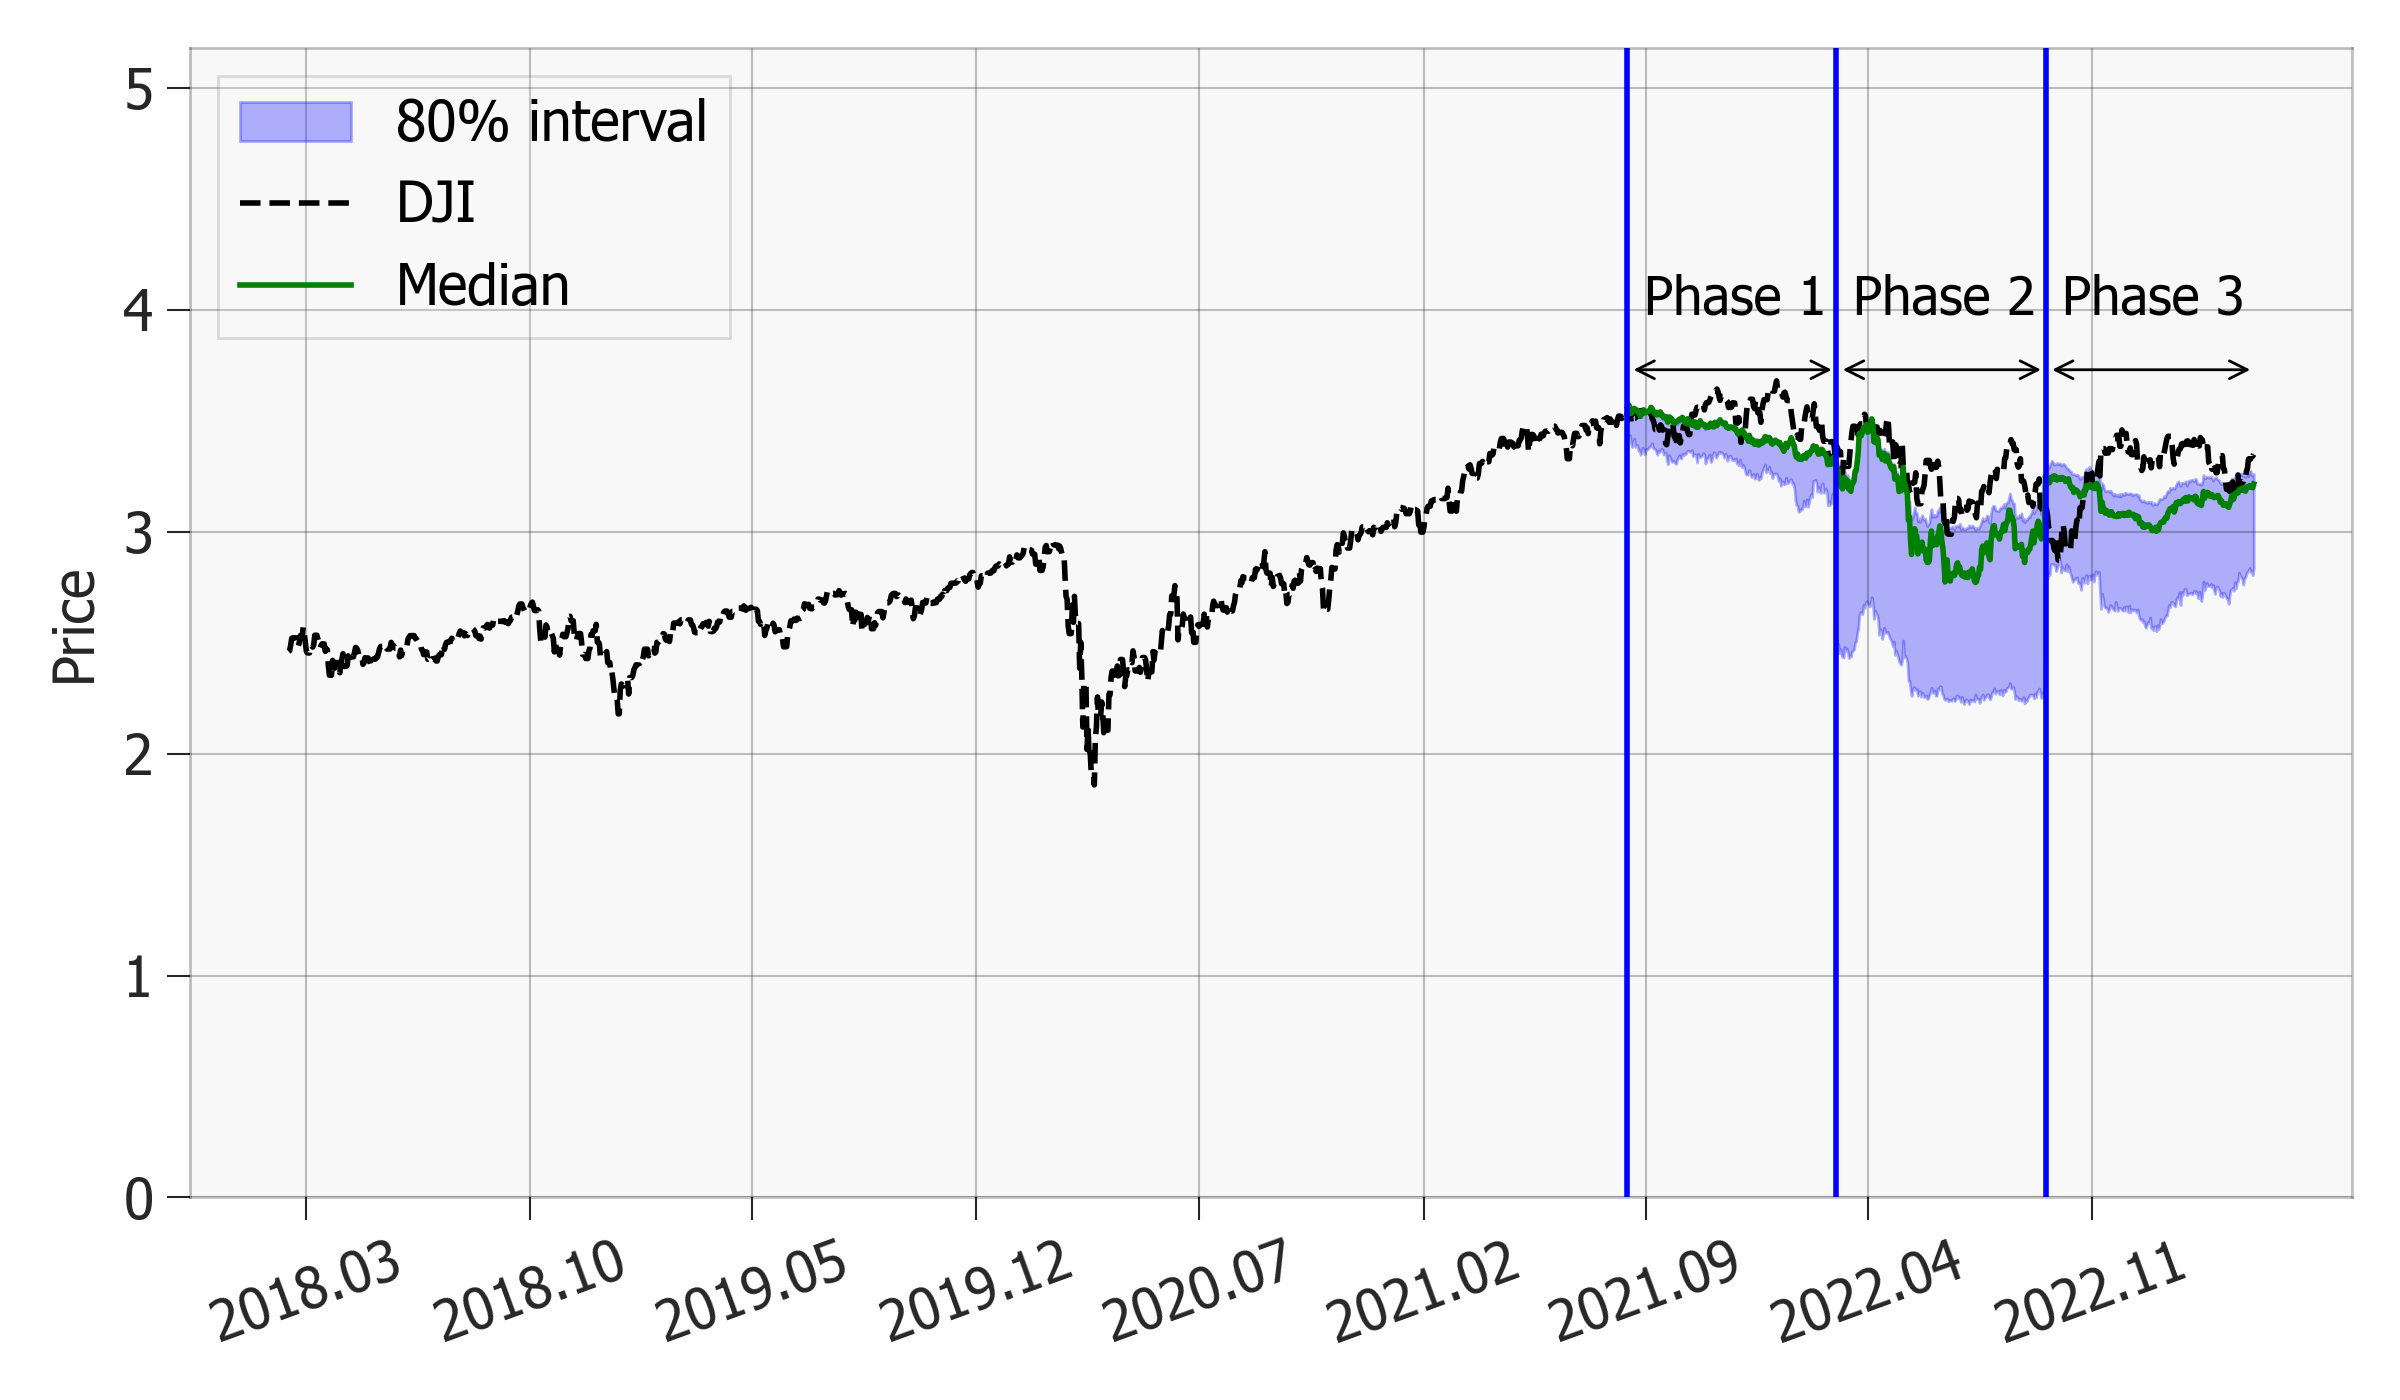 80% interval
DJI
Median
Phase 1
Phase 2
Phase 3
Price
5
4
3
2
1
0
2018.03
2018.10
2019.05
2019.12
2020.07
2021.02
2021.09
2022.04
2022.11